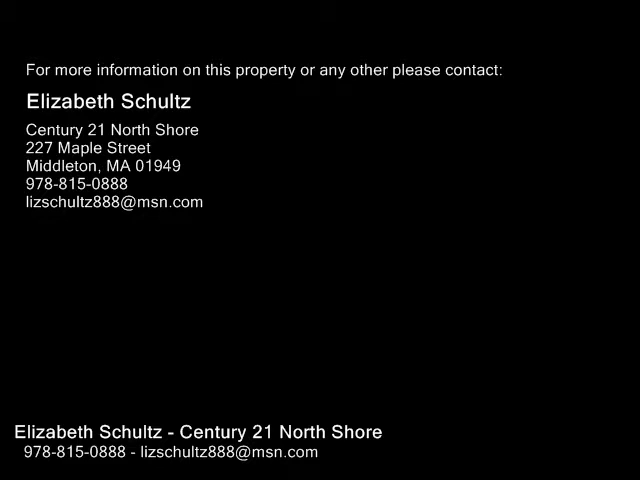 For more information on this property or any other please contact:
Elizabeth Schultz
Century 21 North Shore
227 Maple Street
Middleton, MA 01949
978-815-0888
lizschultz888@msn.com
Elizabeth Schultz - Century 21 North Shore
978-815-0888 - lizschultz888@msn.com